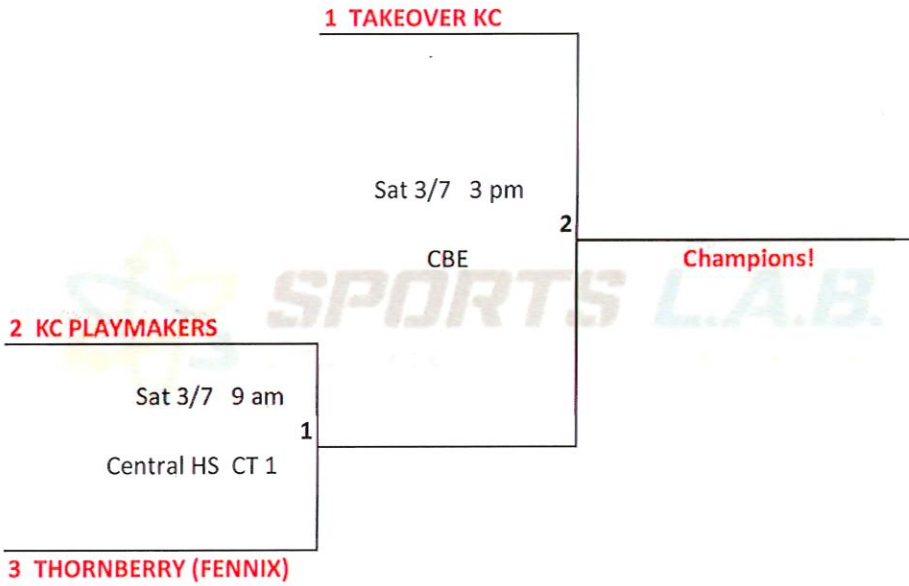 1 TAKEOVER KC
Sat 3/7 3 pm
2
CBE
Champions!
SPORTS L.A.B.
2 KC PLAYMAKERS
Sat 3/7 9 am
1
Central HS CT 1
3 THORNBERRY (FENNIX)